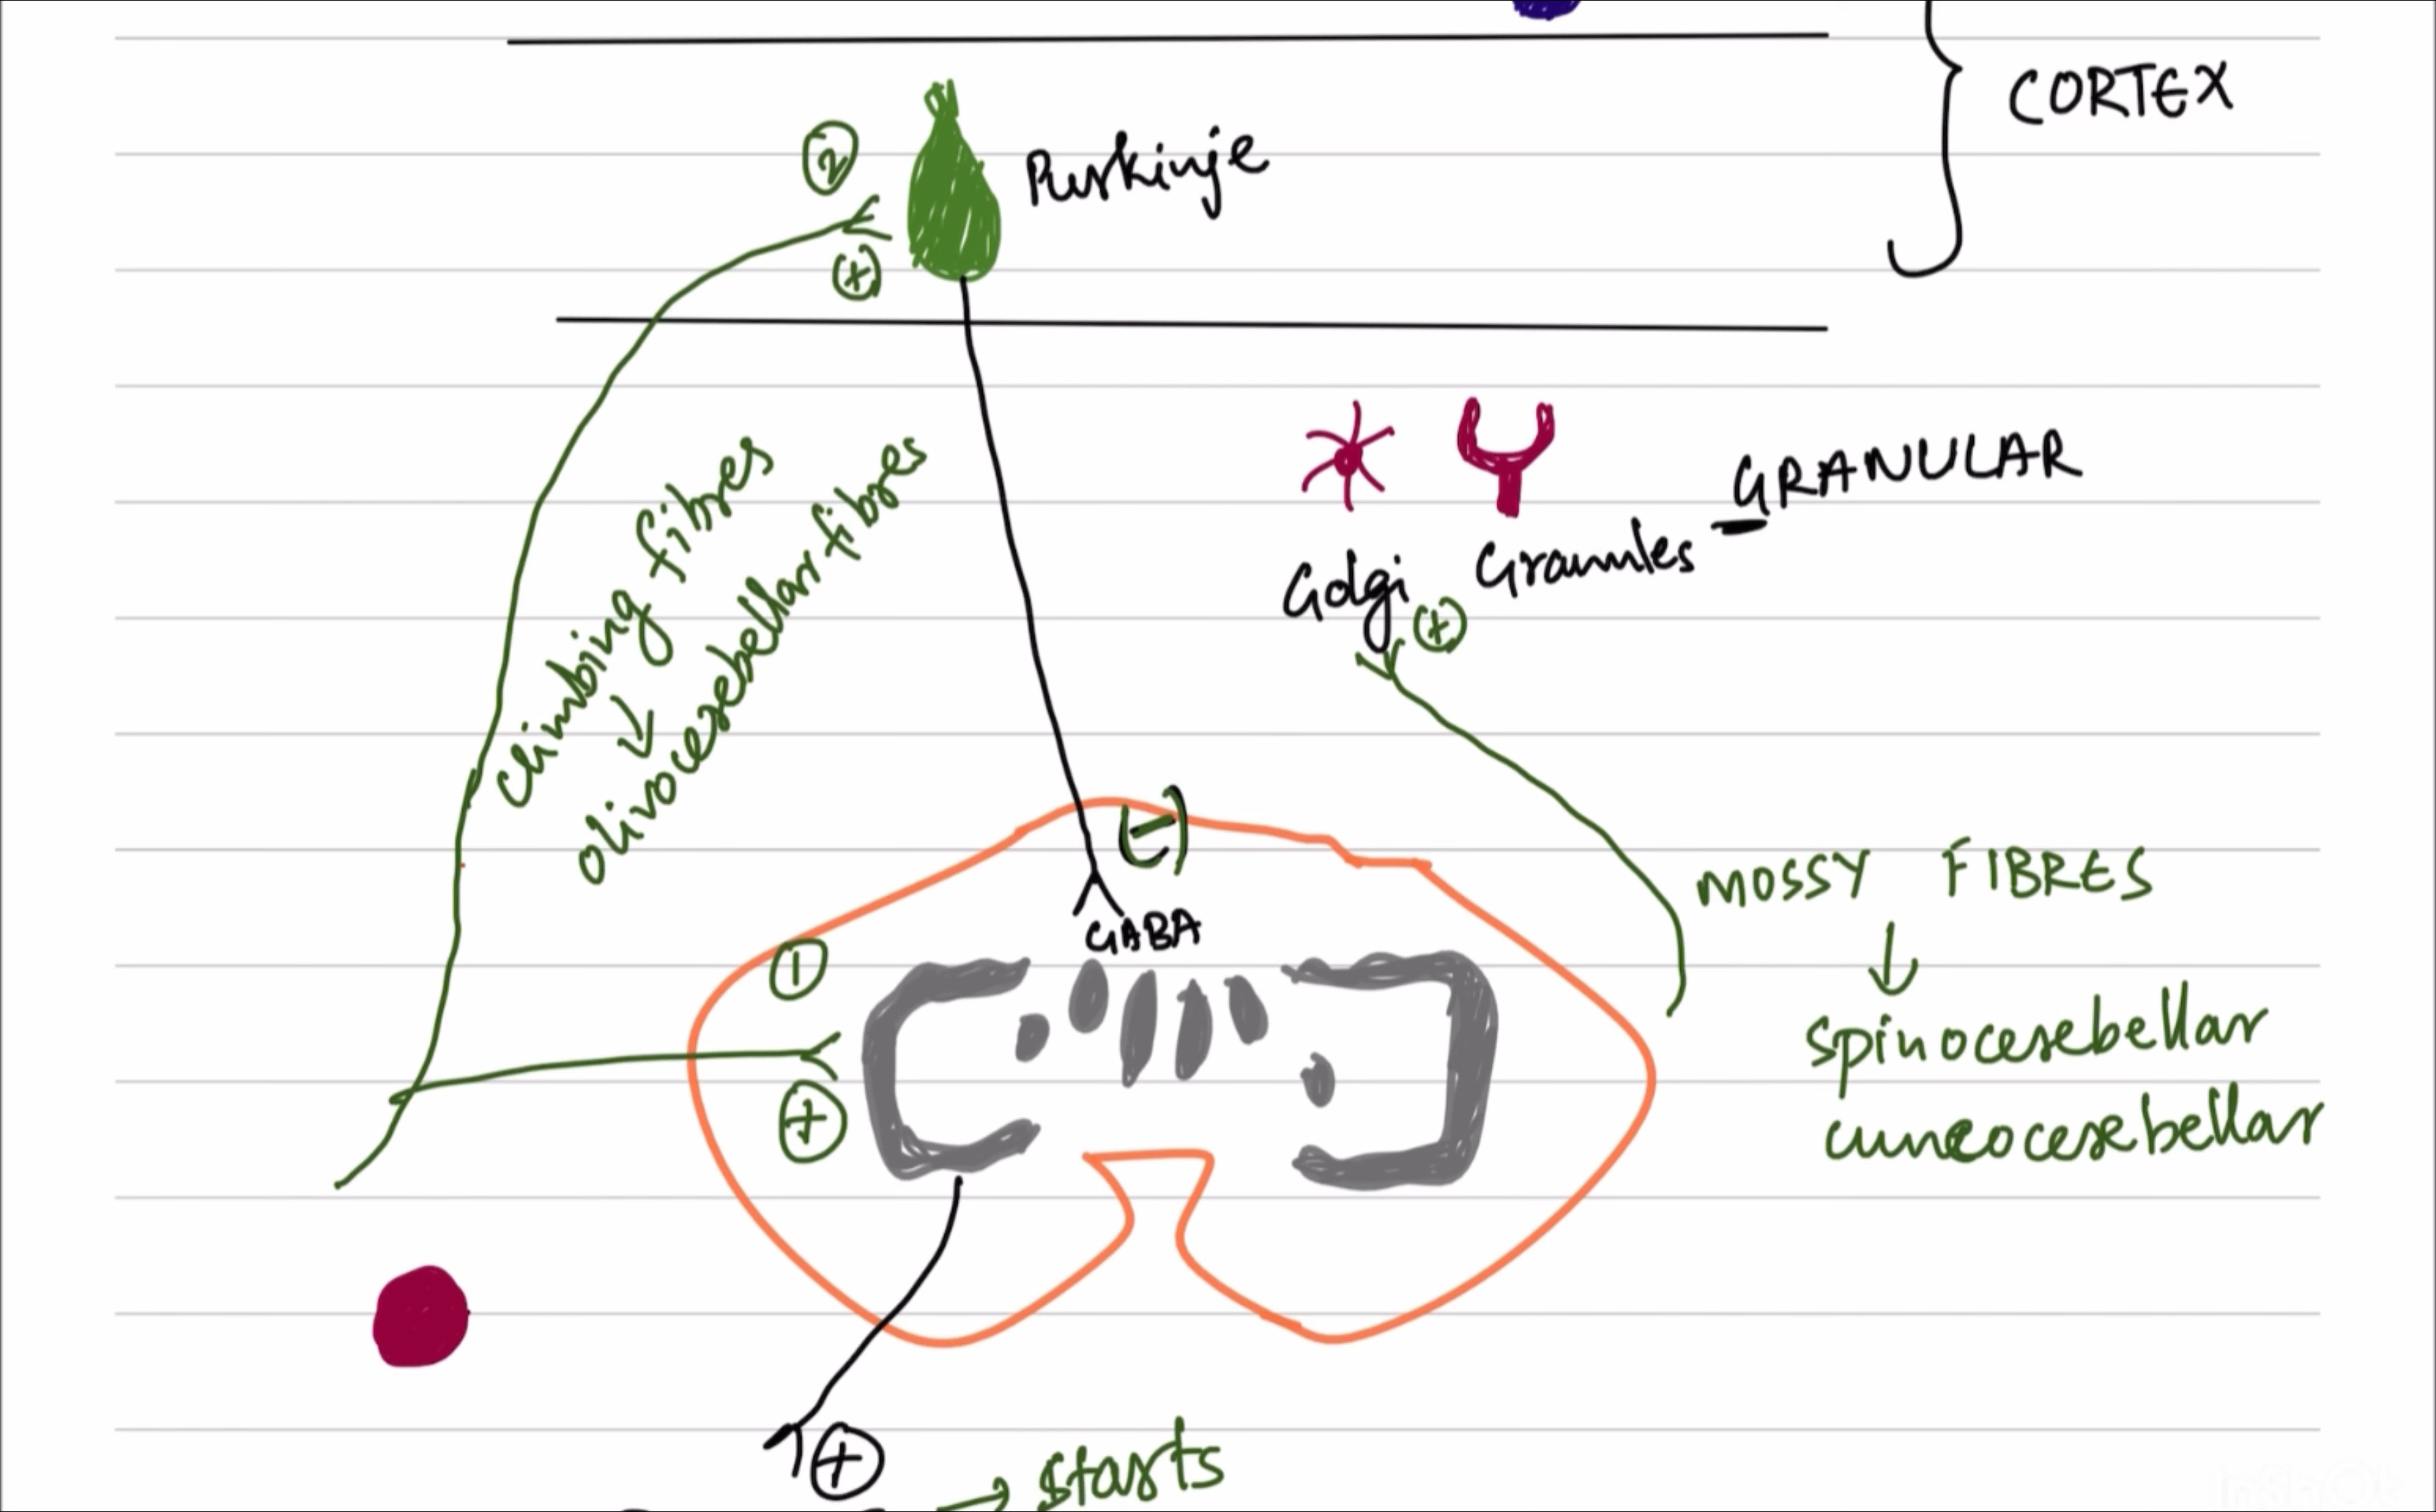 CORTEX
②
Purkinje
(+)
climbing fibres
↓
olivocerebellar fibres
GRANULAR
Golgi Granules
(+)
(-)
GABA
MOSSY FIBRES
↓
spinocerebellar
cuneocerebellar
①
(+)
(+)
→ starts